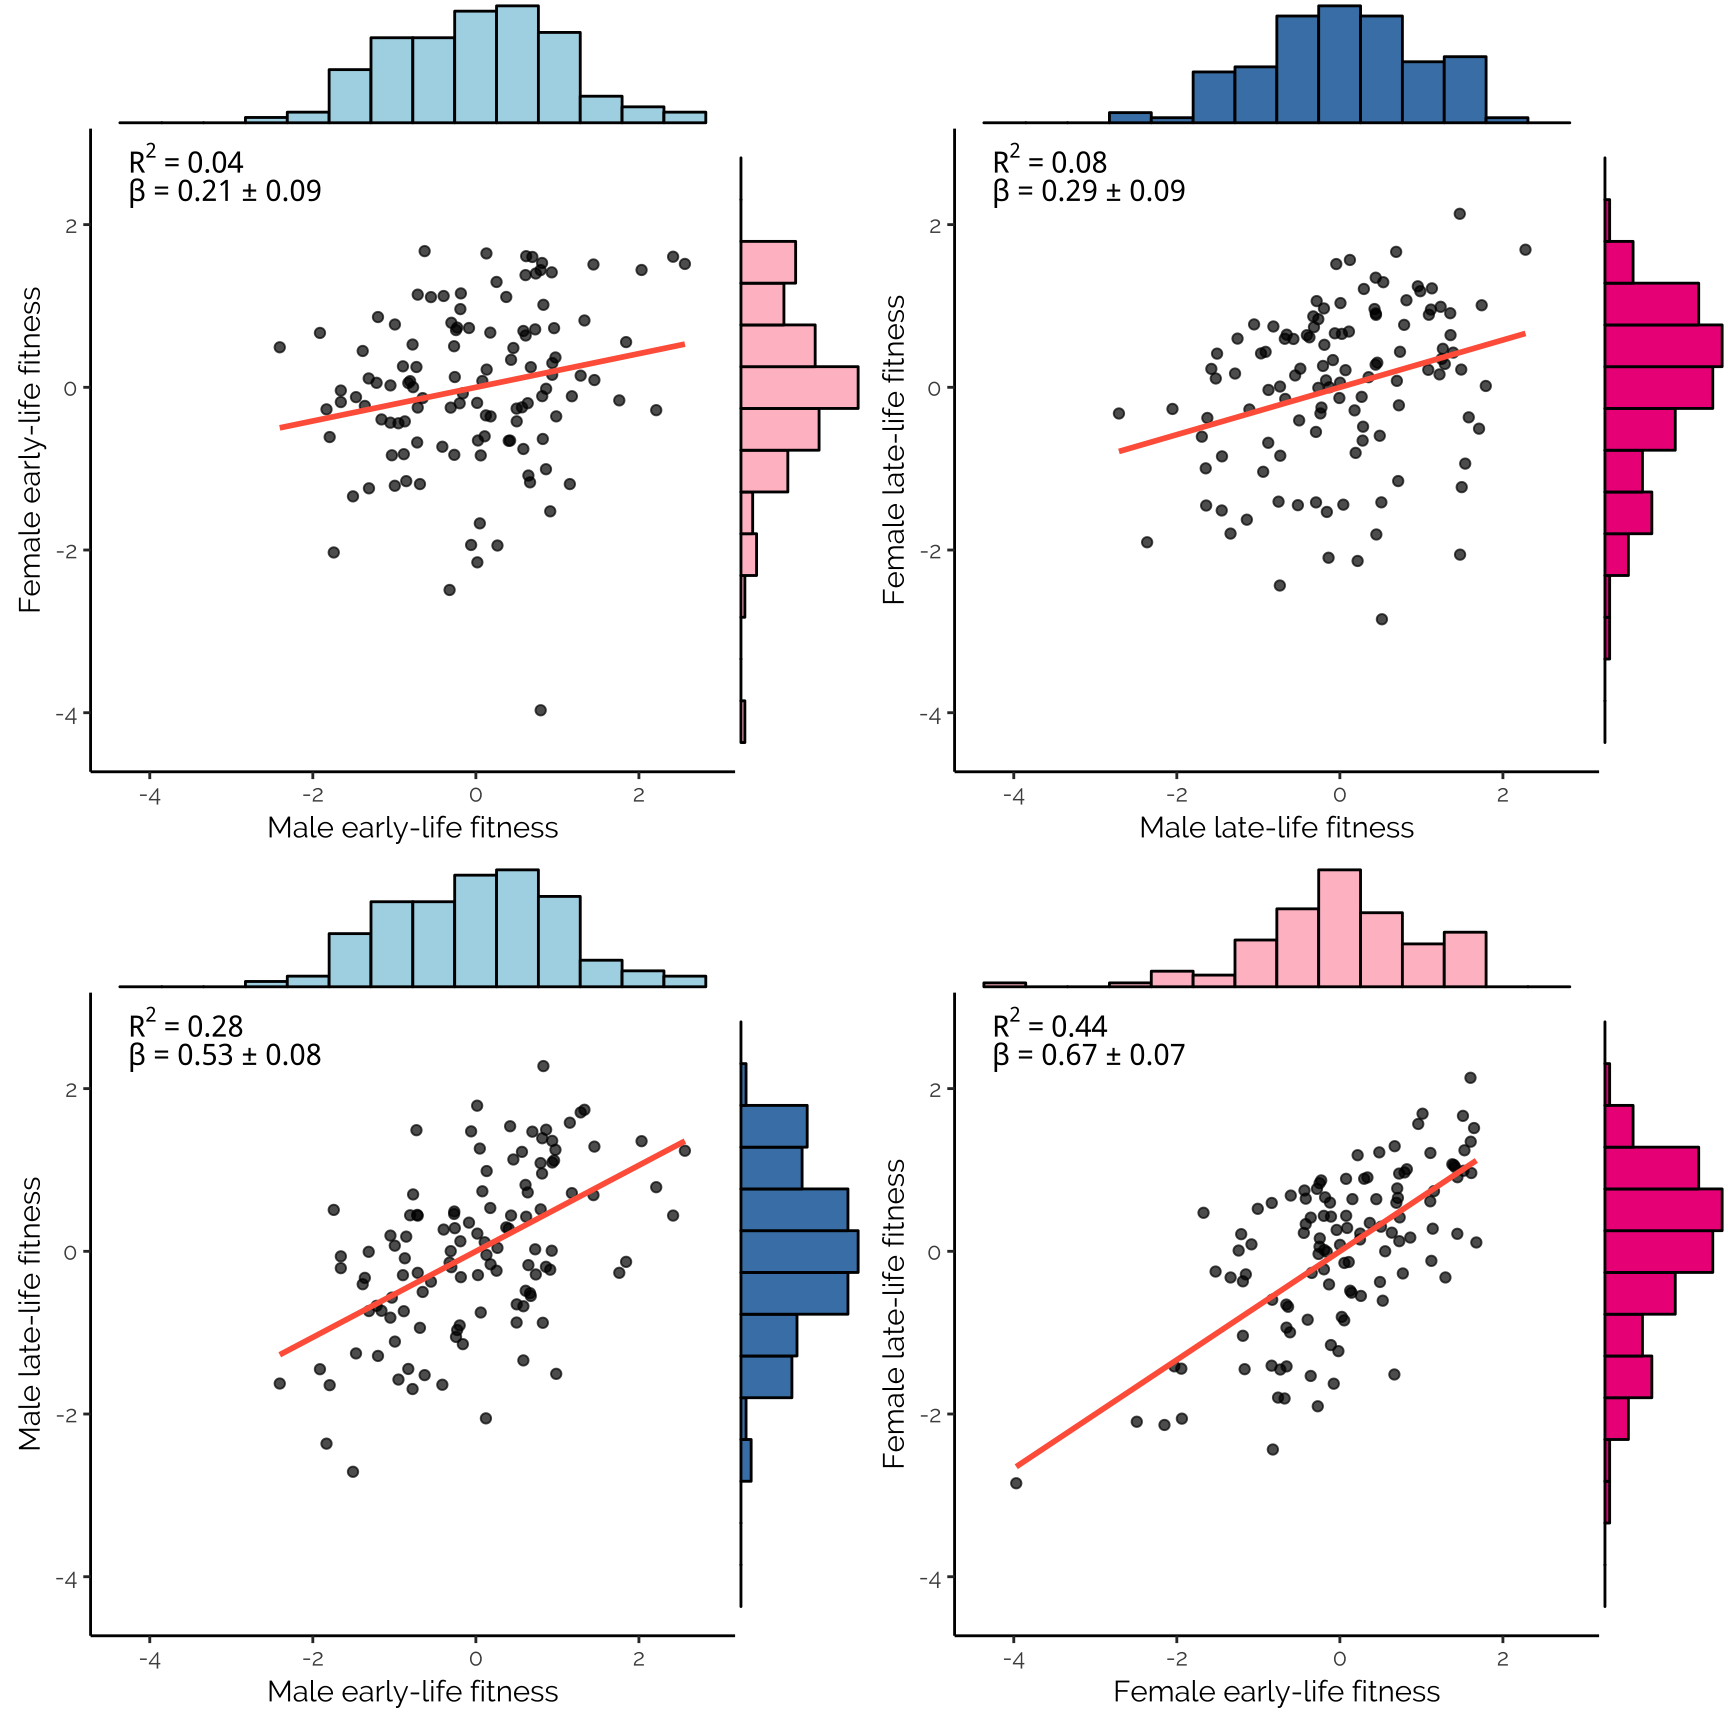 R² = 0.04
β = 0.21 ± 0.09
2
0
-2
-4
Female early-life fitness
-4 -2 0 2
Male early-life fitness
R² = 0.08
β = 0.29 ± 0.09
2
0
-2
-4
Female late-life fitness
-4 -2 0 2
Male late-life fitness
R² = 0.28
β = 0.53 ± 0.08
2
0
-2
-4
Male late-life fitness
-4 -2 0 2
Male early-life fitness
R² = 0.44
β = 0.67 ± 0.07
2
0
-2
-4
Female late-life fitness
-4 -2 0 2
Female early-life fitness